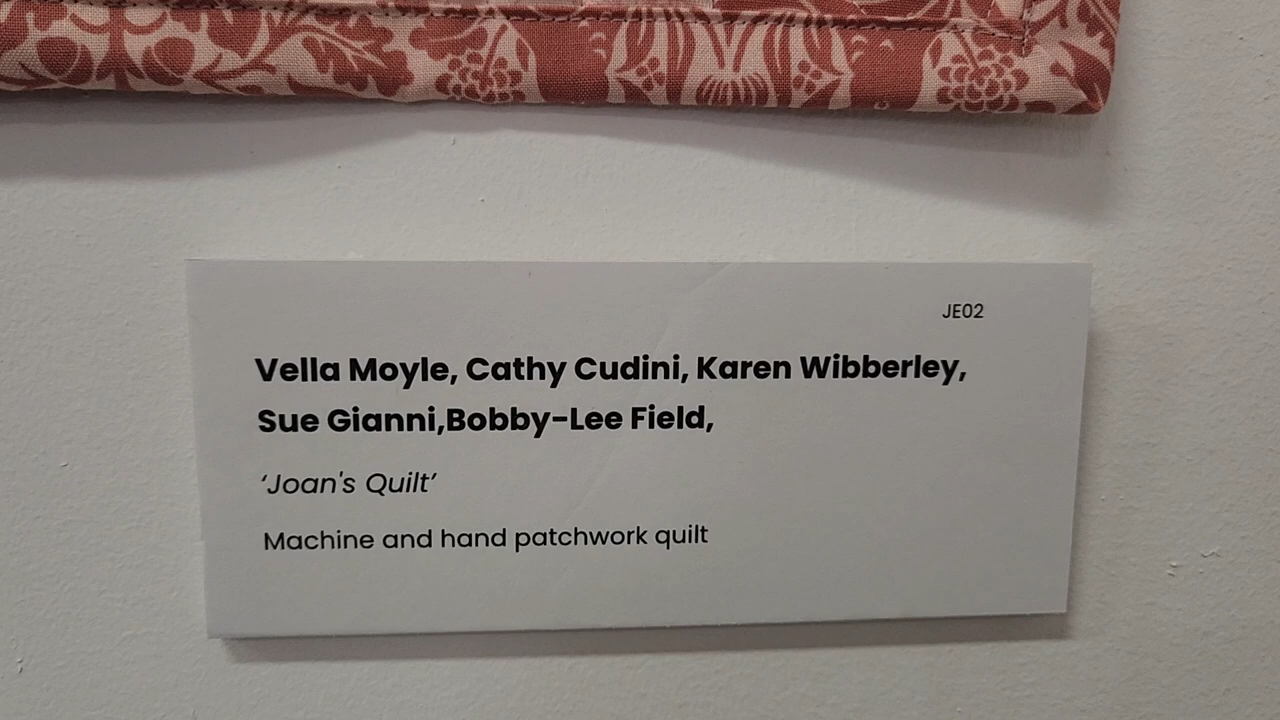 JE02
Vella Moyle, Cathy Cudini, Karen Wibberley,
Sue Gianni,Bobby-Lee Field,
‘Joan's Quilt’
Machine and hand patchwork quilt